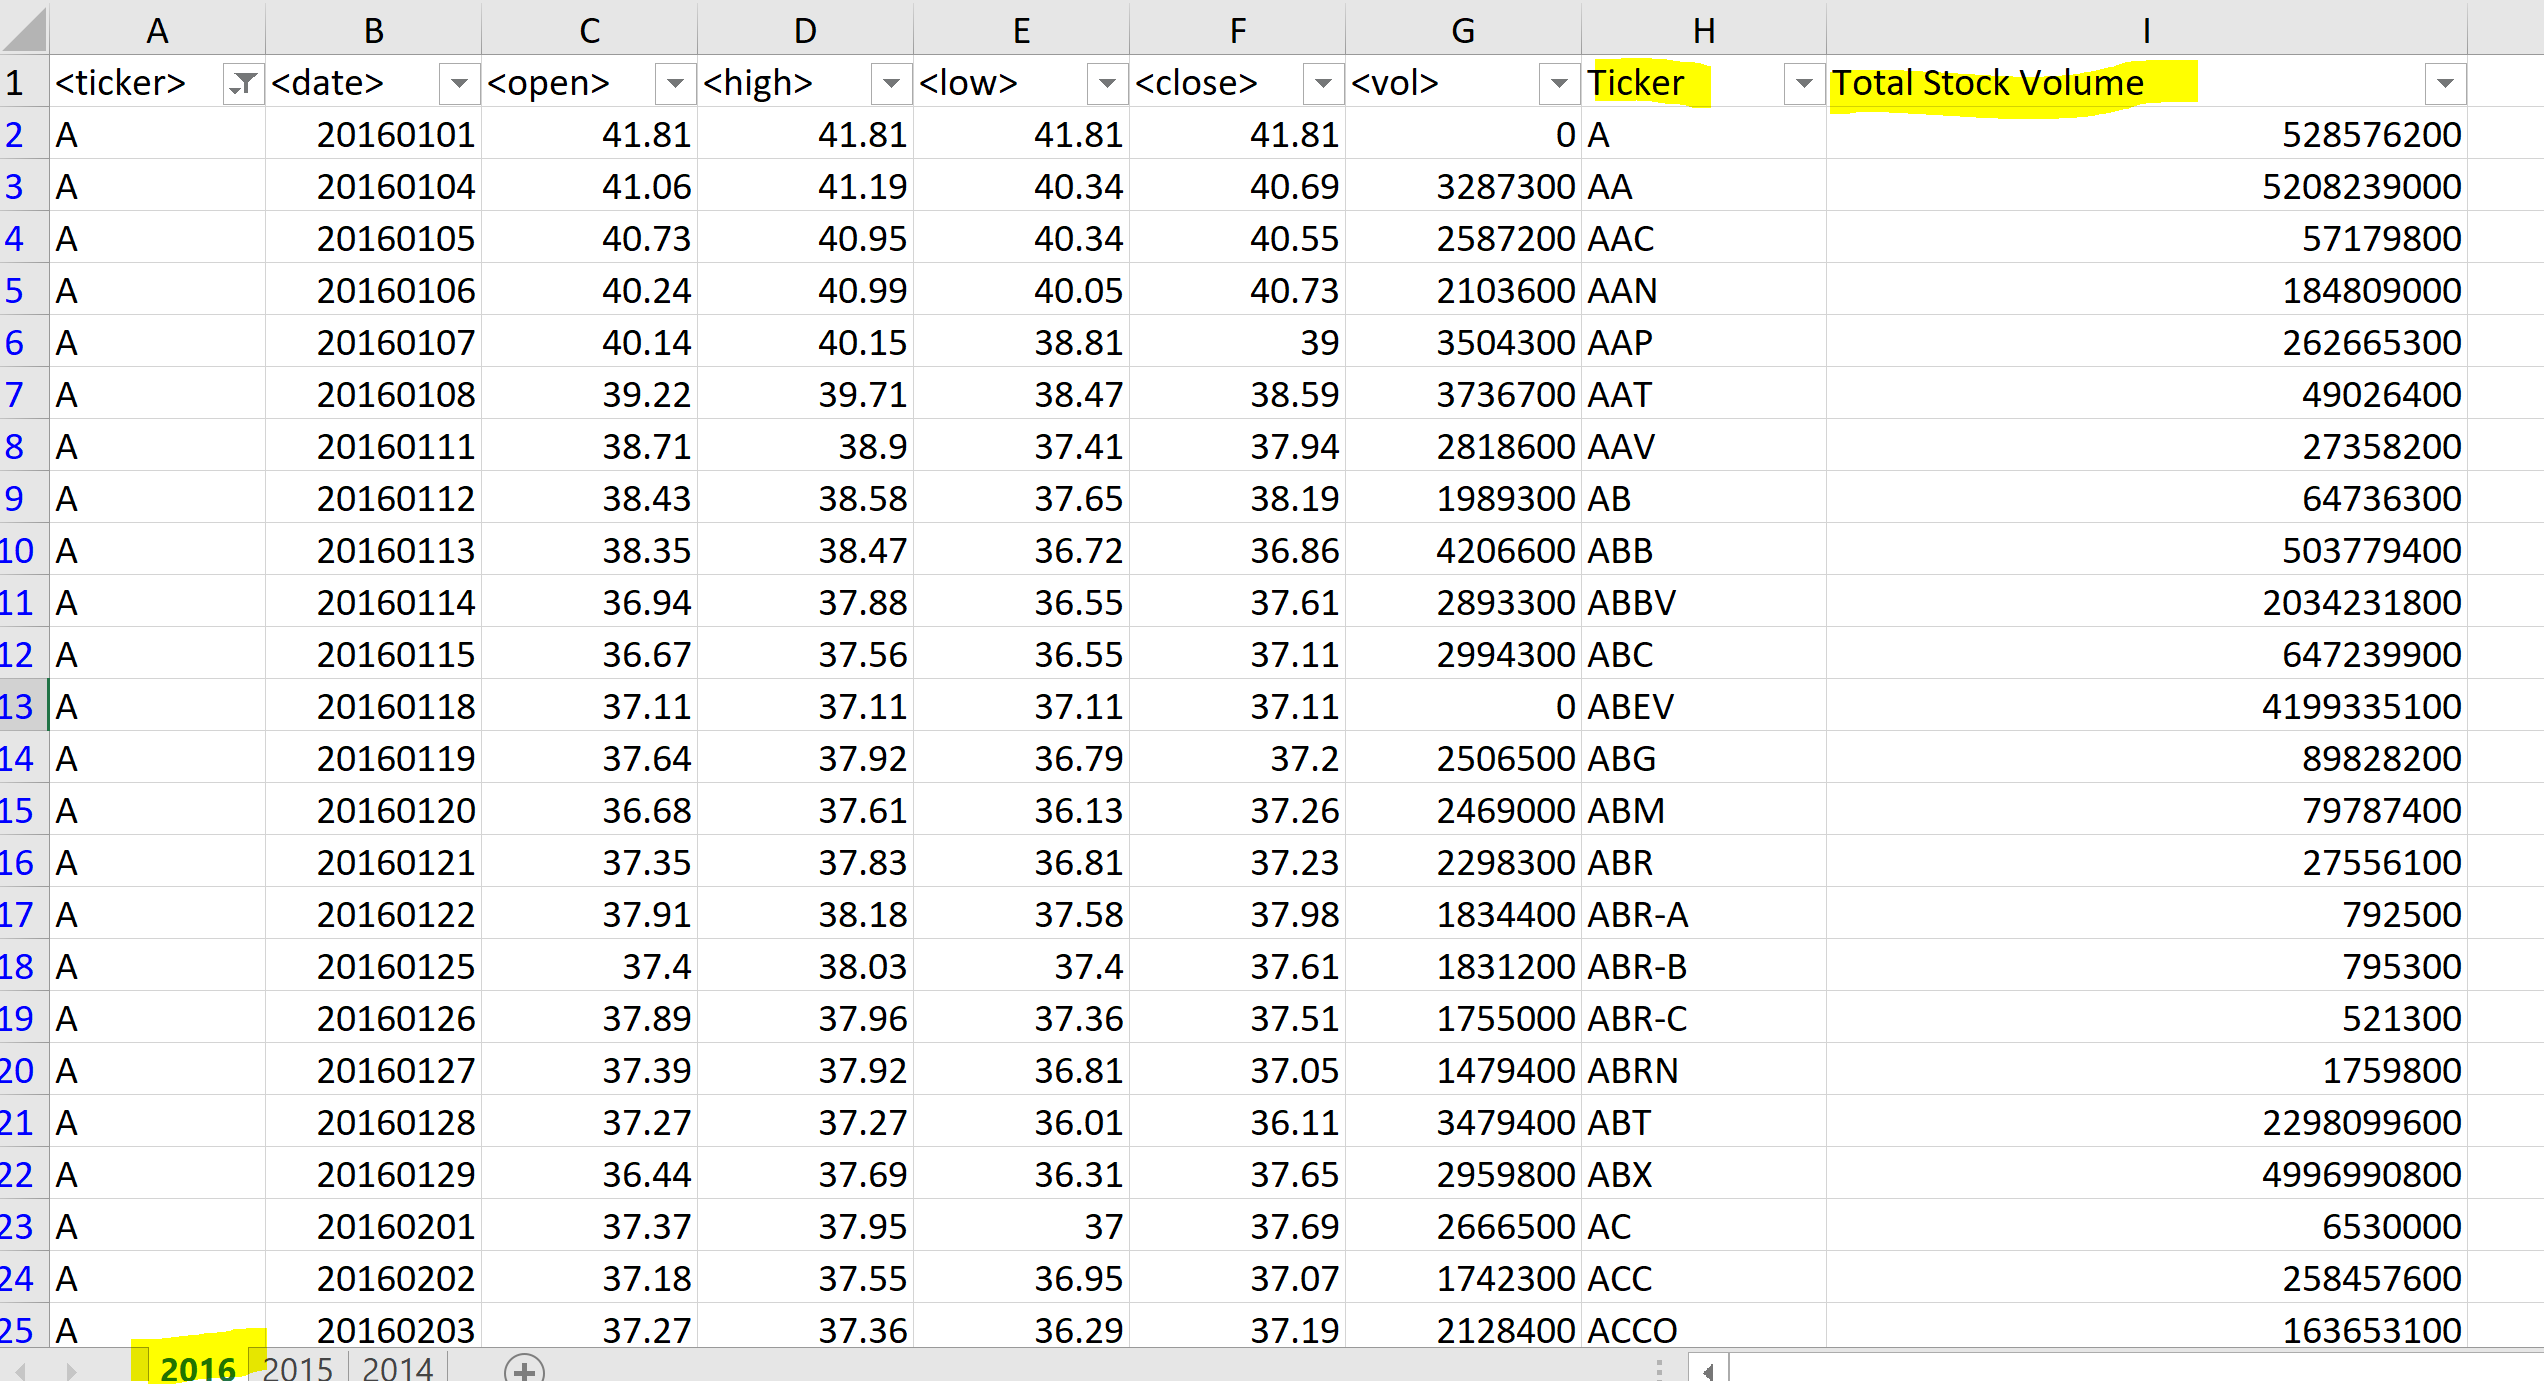 A B C D E F G H I
1 <ticker> <date> <open> <high> <low> <close> <vol> Ticker Total Stock Volume
2 A 20160101 41.81 41.81 41.81 41.81 0 A 528576200
3 A 20160104 41.06 41.19 40.34 40.69 3287300 AA 5208239000
4 A 20160105 40.73 40.95 40.34 40.55 2587200 AAC 57179800
5 A 20160106 40.24 40.99 40.05 40.73 2103600 AAN 184809000
6 A 20160107 40.14 40.15 38.81 39 3504300 AAP 262665300
7 A 20160108 39.22 39.71 38.47 38.59 3736700 AAT 49026400
8 A 20160111 38.71 38.9 37.41 37.94 2818600 AAV 27358200
9 A 20160112 38.43 38.58 37.65 38.19 1989300 AB 64736300
10 A 20160113 38.35 38.47 36.72 36.86 4206600 ABB 503779400
11 A 20160114 36.94 37.88 36.55 37.61 2893300 ABBV 2034231800
12 A 20160115 36.67 37.56 36.55 37.11 2994300 ABC 647239900
13 A 20160118 37.11 37.11 37.11 37.11 0 ABEV 4199335100
14 A 20160119 37.64 37.92 36.79 37.2 2506500 ABG 89828200
15 A 20160120 36.68 37.61 36.13 37.26 2469000 ABM 79787400
16 A 20160121 37.35 37.83 36.81 37.23 2298300 ABR 27556100
17 A 20160122 37.91 38.18 37.58 37.98 1834400 ABR-A 792500
18 A 20160125 37.4 38.03 37.4 37.61 1831200 ABR-B 795300
19 A 20160126 37.89 37.96 37.36 37.51 1755000 ABR-C 521300
20 A 20160127 37.39 37.92 36.81 37.05 1479400 ABRN 1759800
21 A 20160128 37.27 37.27 36.01 36.11 3479400 ABT 2298099600
22 A 20160129 36.44 37.69 36.31 37.65 2959800 ABX 4996990800
23 A 20160201 37.37 37.95 37 37.69 2666500 AC 6530000
24 A 20160202 37.18 37.55 36.95 37.07 1742300 ACC 258457600
25 A 20160203 37.27 37.36 36.29 37.19 2128400 ACCO 163653100
2016 2015 2014